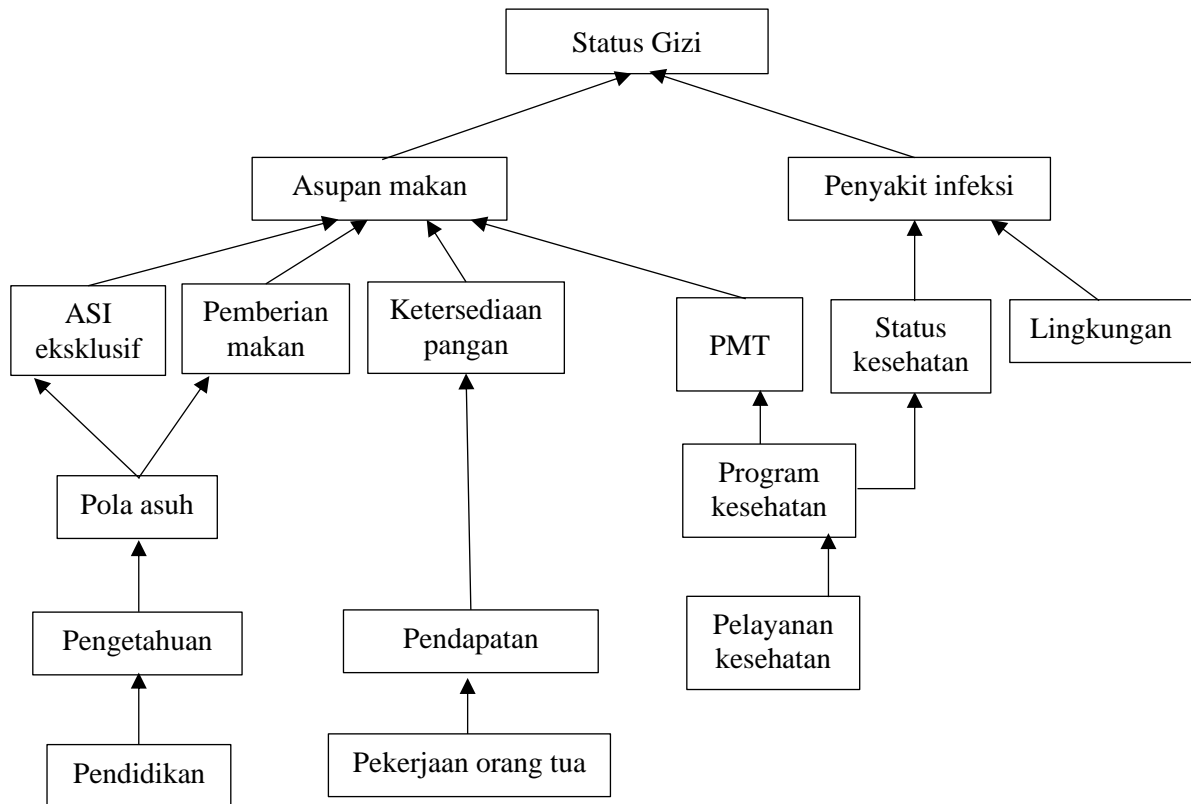 Status Gizi
Asupan makan
Penyakit infeksi
ASI
eksklusif
Pemberian
makan
Ketersediaan
pangan
PMT
Status
kesehatan
Lingkungan
Program
kesehatan
Pola asuh
Pengetahuan
Pendapatan
Pelayanan
kesehatan
Pendidikan
Pekerjaan orang tua